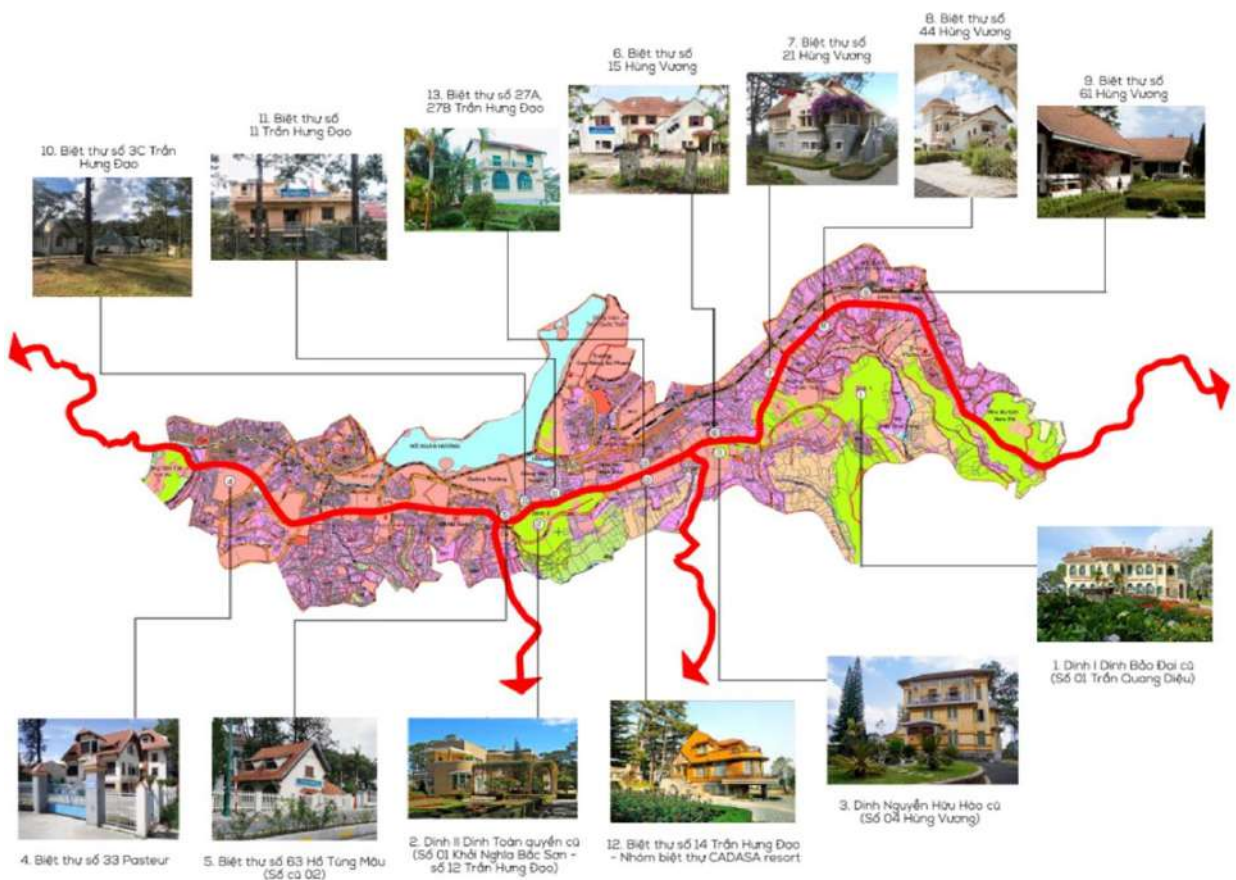 8. Biệt thự số
44 Hùng Vương
6. Biệt thự số
15 Hùng Vương
7. Biệt thự số
21 Hùng Vương
9. Biệt thự số
61 Hùng Vương
13. Biệt thự số 27A,
27B Trần Hưng Đạo
11. Biệt thự số
11 Trần Hưng Đạo
10. Biệt thự số 3C Trần
Hưng Đạo
HỒ XUÂN HƯƠNG
Quảng Trường
1. Dinh I Dinh Bảo Đại cũ
(Số 01 Trần Quang Diệu)
3. Dinh Nguyễn Hữu Hào cũ
(Số 04 Hùng Vương)
12. Biệt thự số 14 Trần Hưng Đạo
- Nhóm biệt thự CADASA resort
2. Dinh II Dinh Toàn quyền cũ
(Số 01 Khởi Nghĩa Bắc Sơn -
số 12 Trần Hưng Đạo)
5. Biệt thự số 63 Hồ Tùng Mậu
(Số cũ 02)
4. Biệt thự số 33 Pasteur